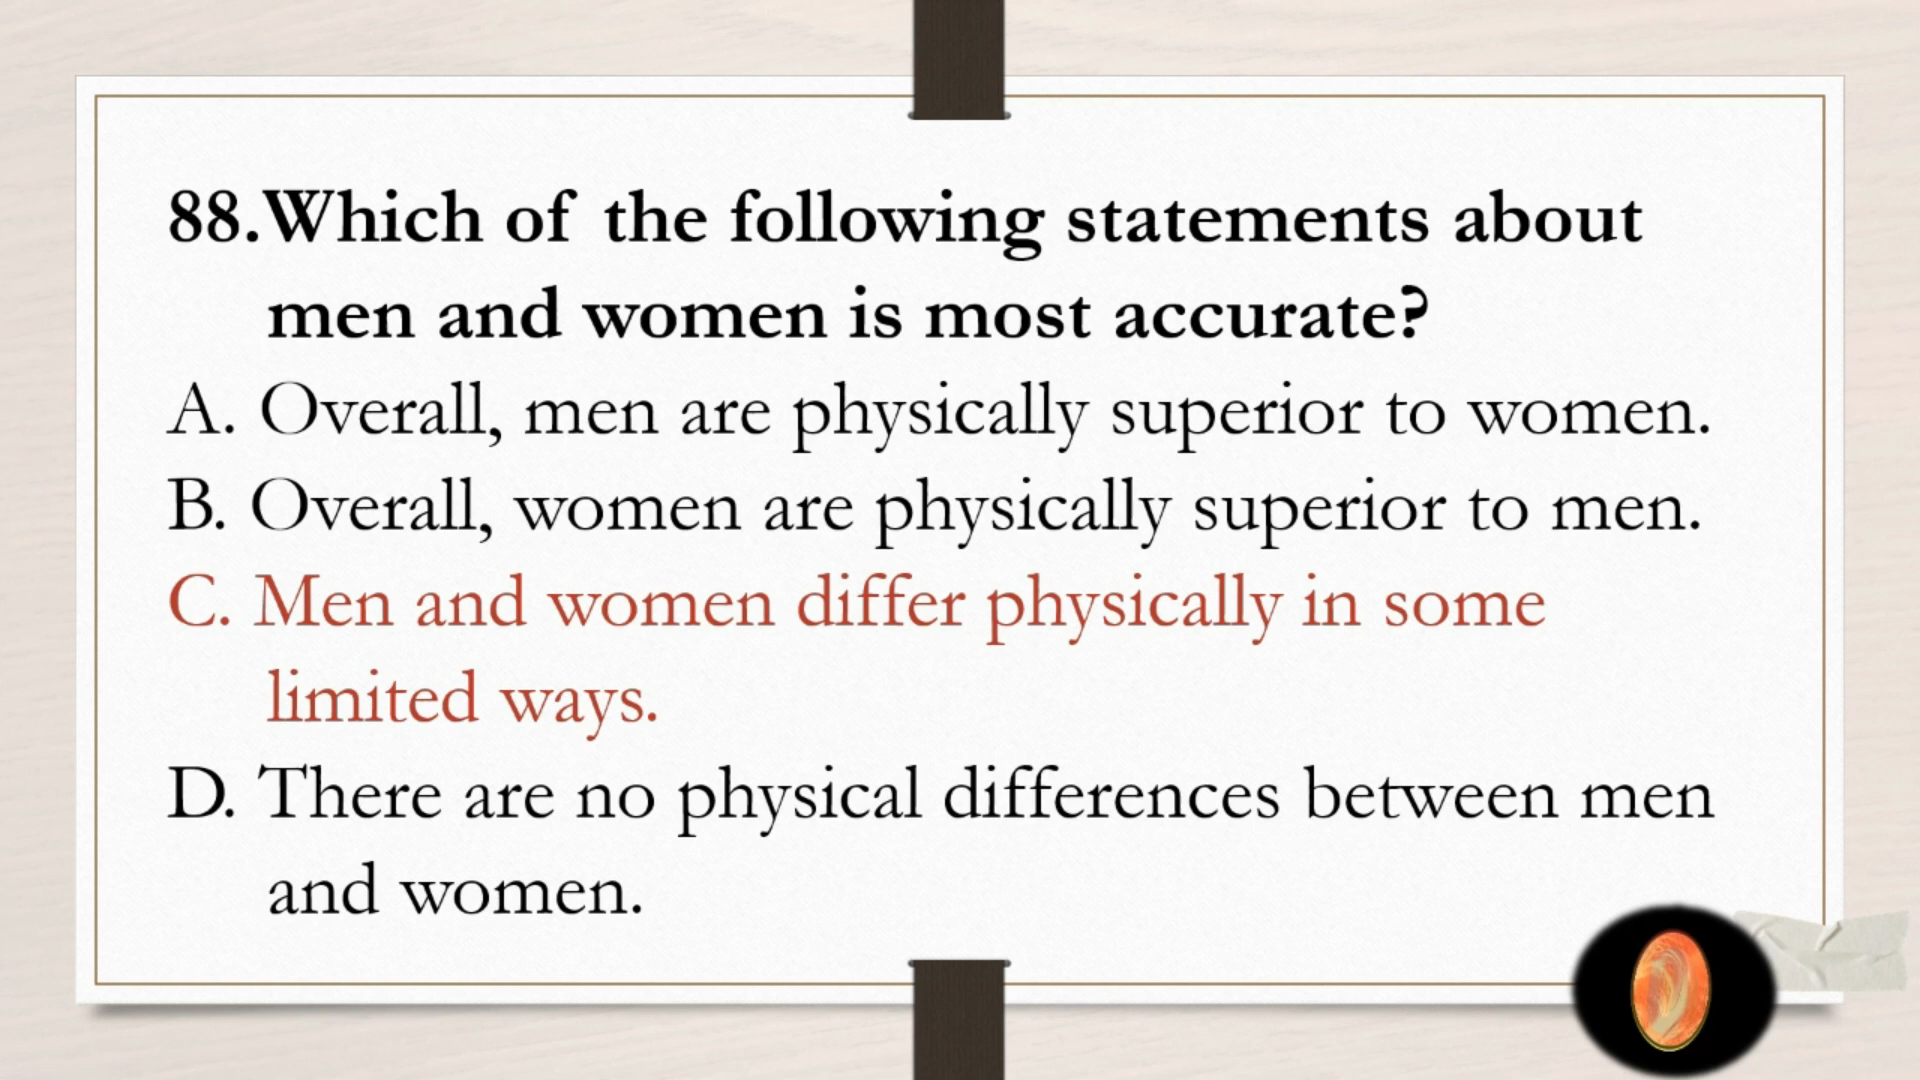 88.Which of the following statements about
men and women is most accurate?
A. Overall, men are physically superior to women.
B. Overall, women are physically superior to men.
C. Men and women differ physically in some
limited ways.
D. There are no physical differences between men
and women.